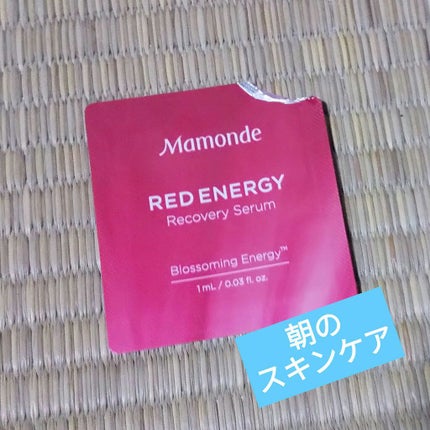 Mamonde
RED ENERGY
Recovery Serum
Blossoming Energy™
1 mL / 0.03 fl. oz.
朝の
スキンケア